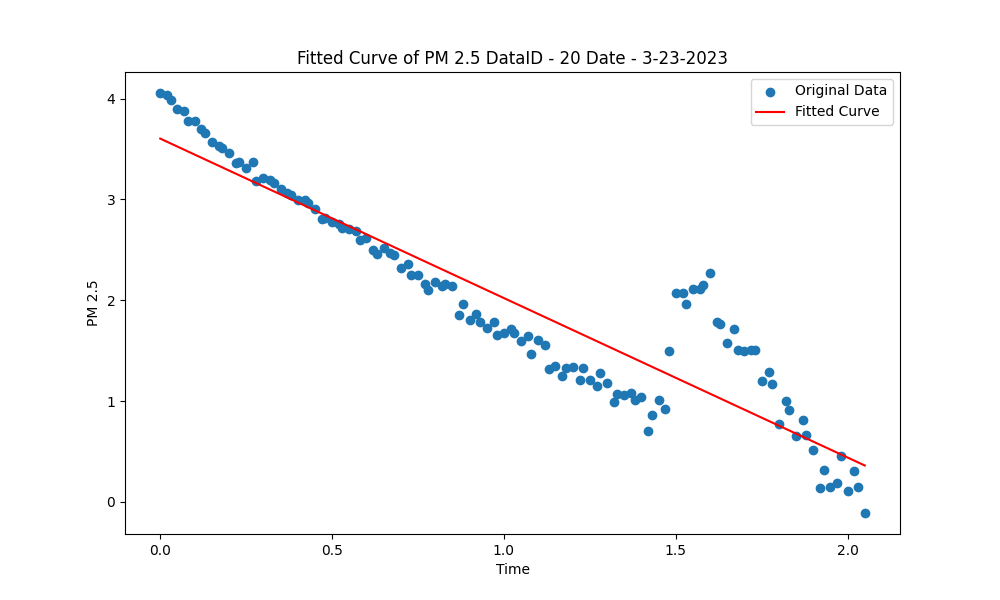 Fitted Curve of PM 2.5 DataID - 20 Date - 3-23-2023
Original Data
Fitted Curve
4
3
2
1
0
PM 2.5
0.0 0.5 1.0 1.5 2.0
Time